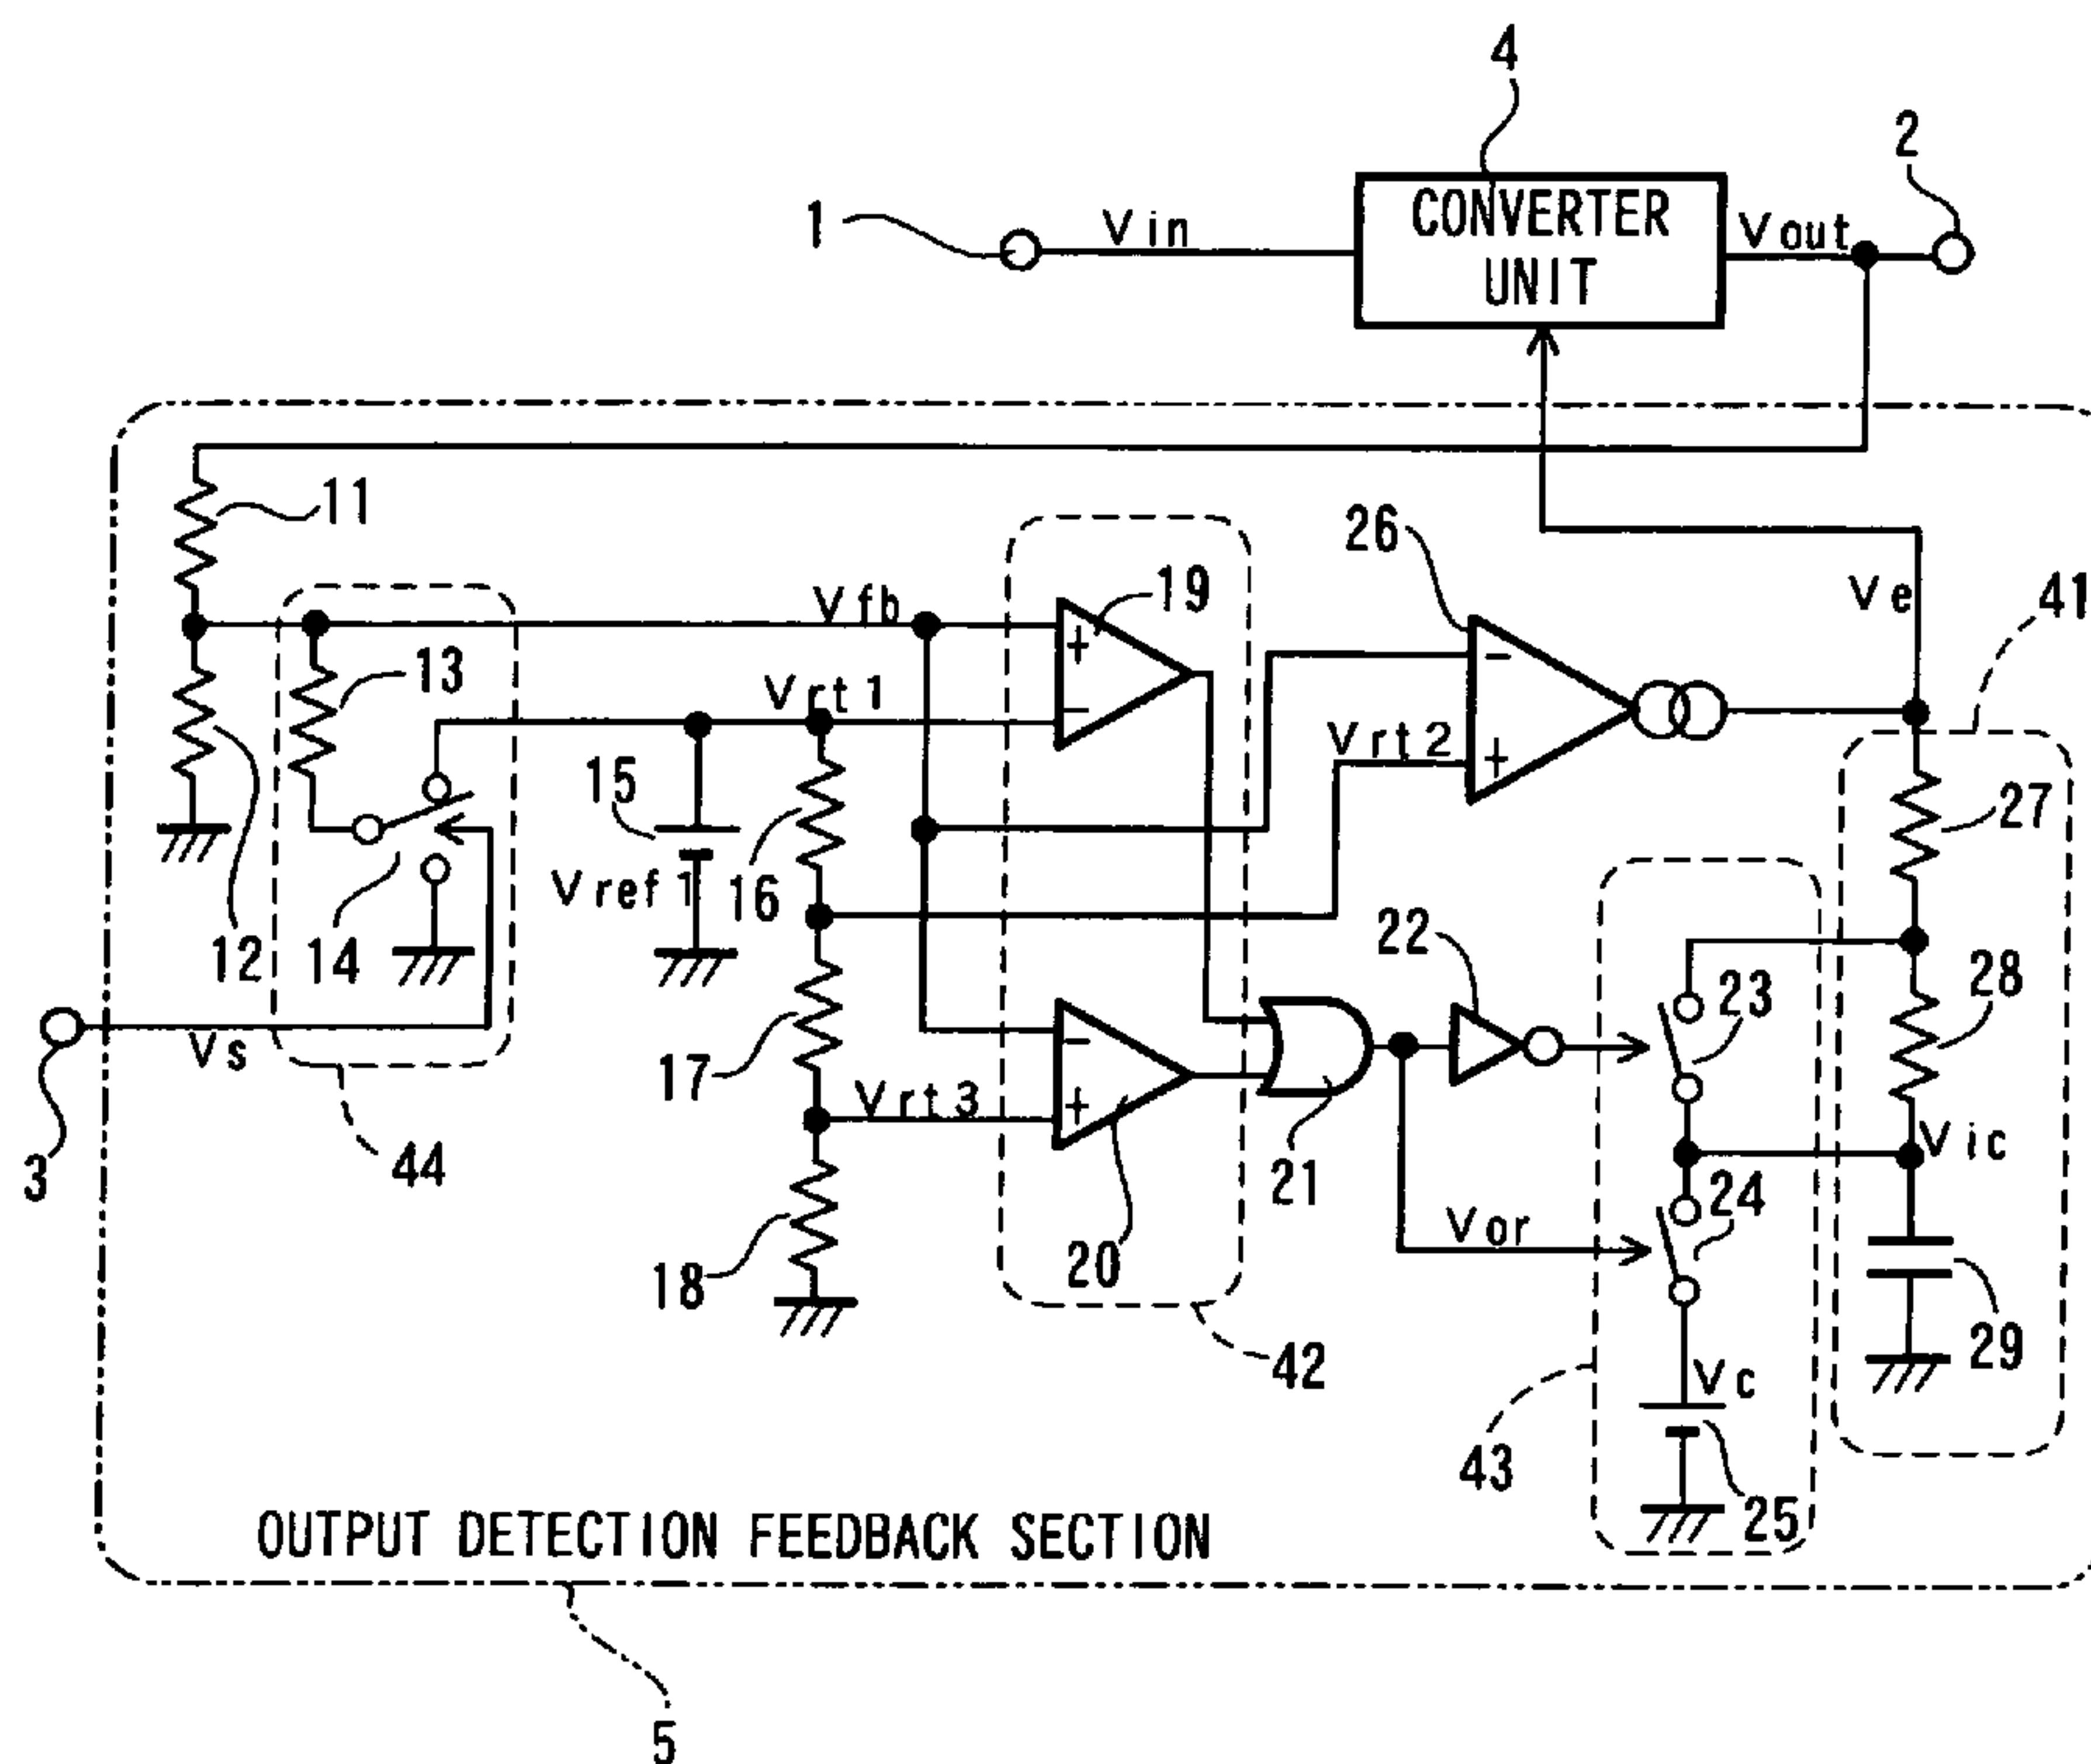 4
2
1
Vin
CONVERTER
UNIT
Vout
11
26
Vfb
19
Ve
41
13
Vrt1
Vrt2
15
27
Vref1
16
12
14
22
23
28
Vs
17
Vrt3
3
44
21
Vic
24
18
20
Vor
42
29
Vc
43
25
OUTPUT DETECTION FEEDBACK SECTION
5